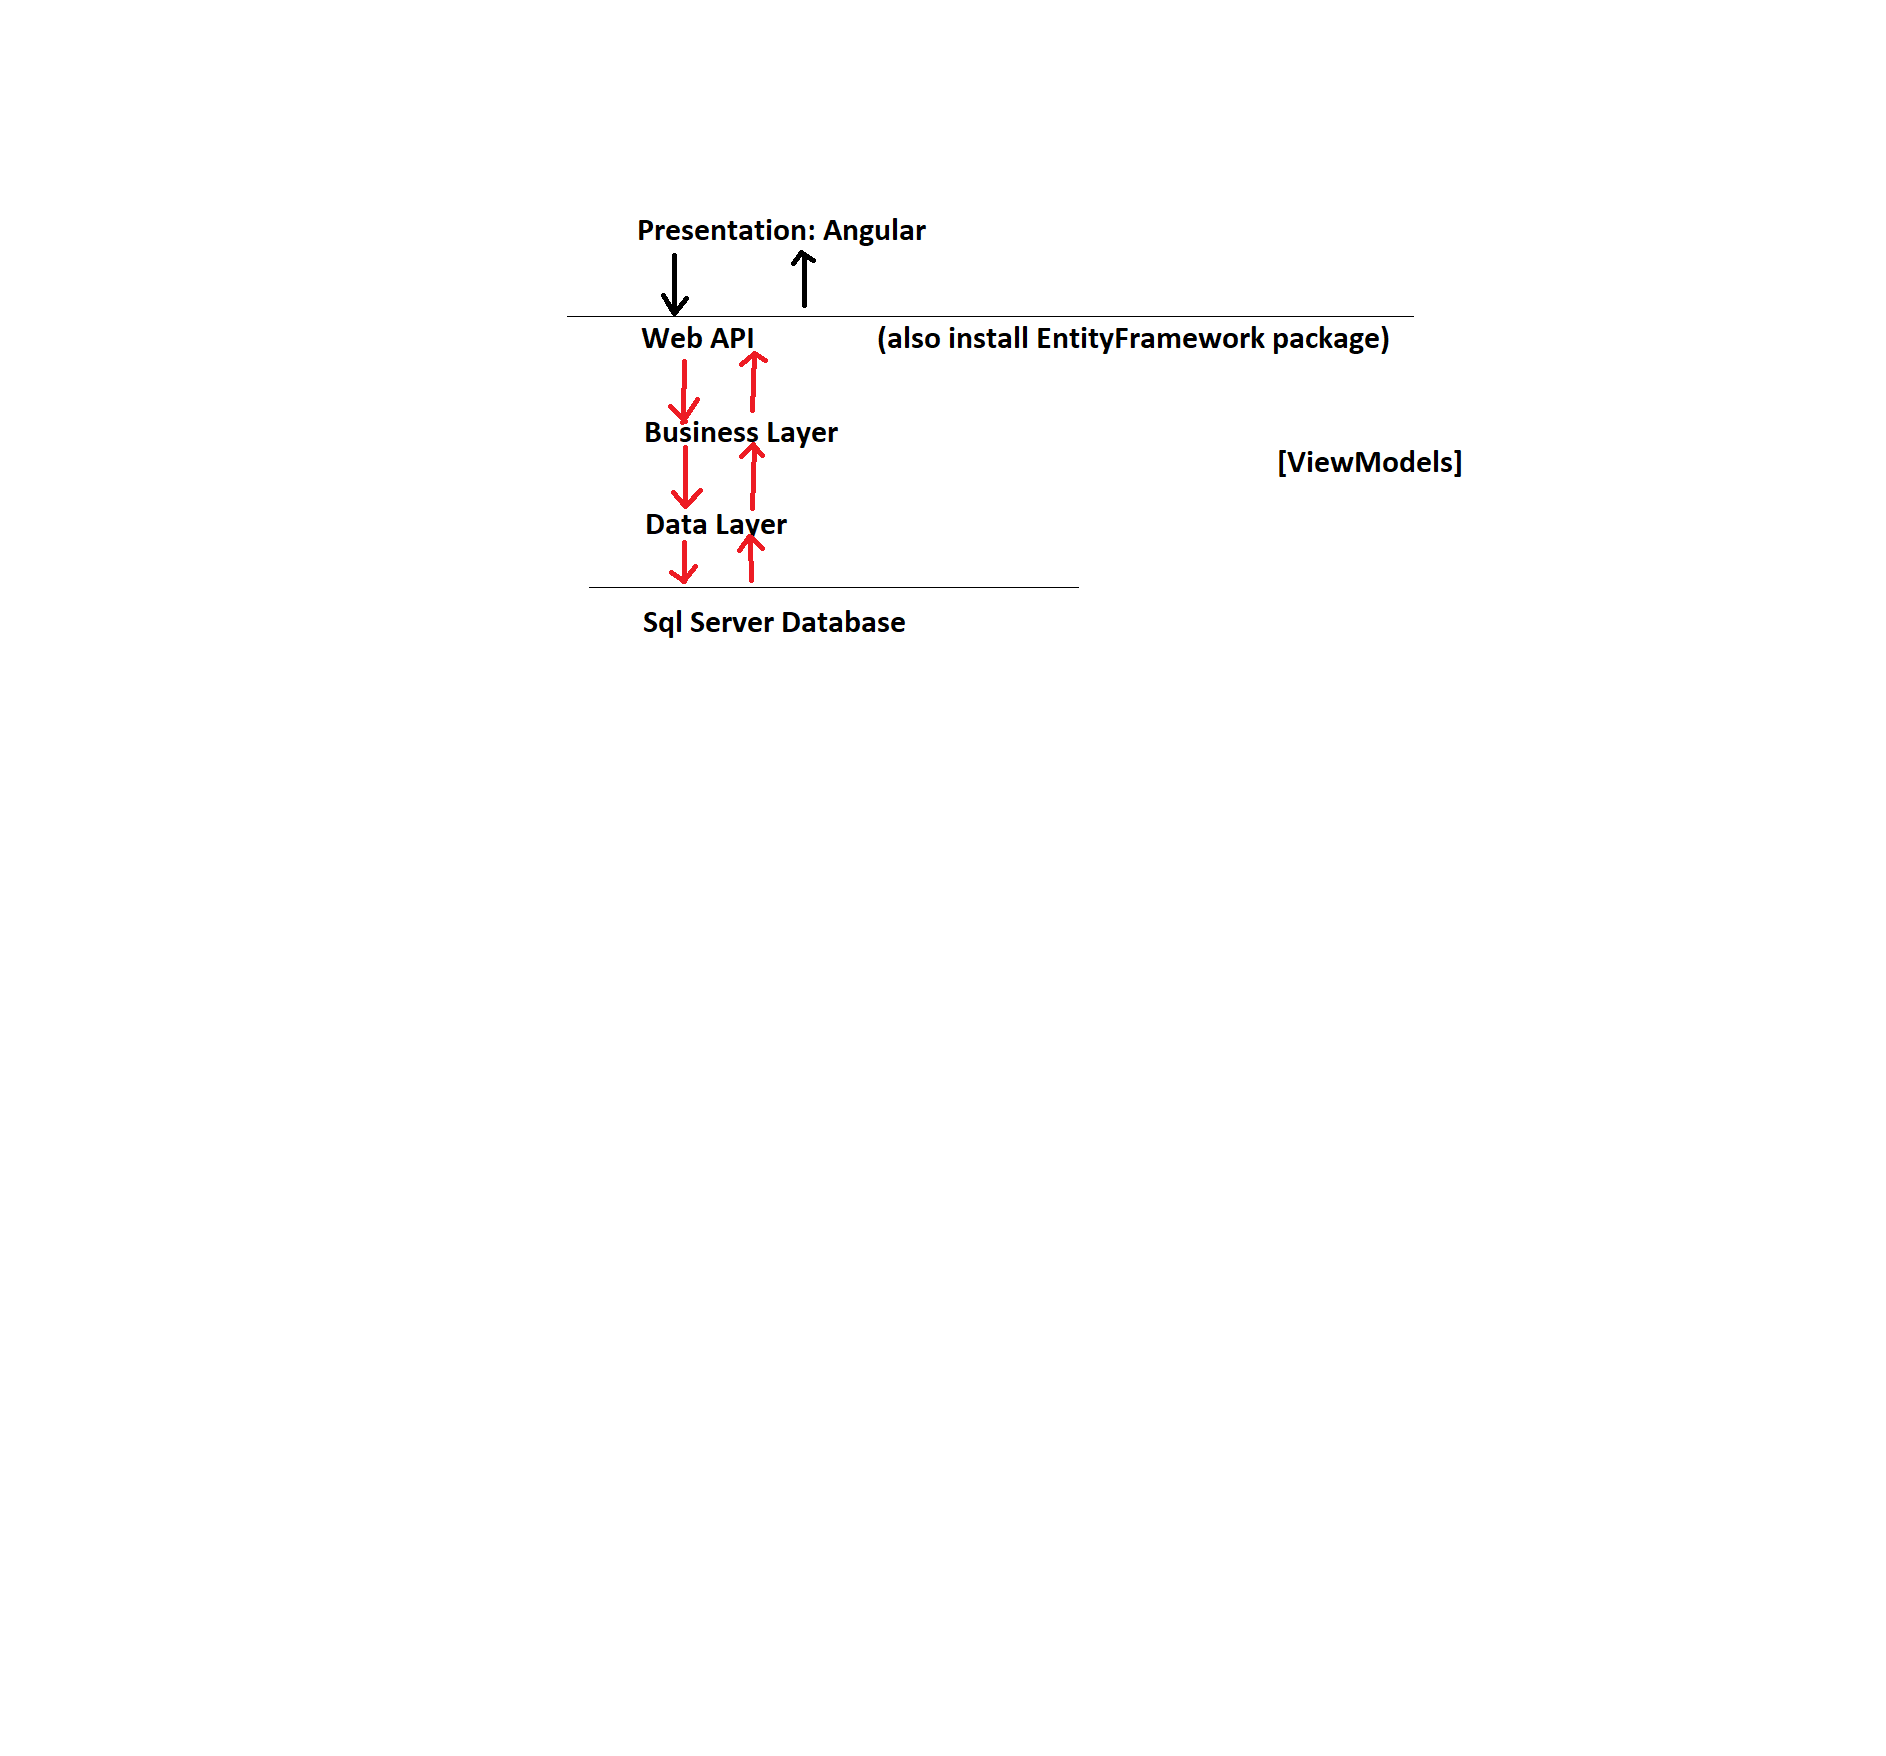 Presentation: Angular
Web API (also install EntityFramework package)
Business Layer
[ViewModels]
Data Layer
Sql Server Database